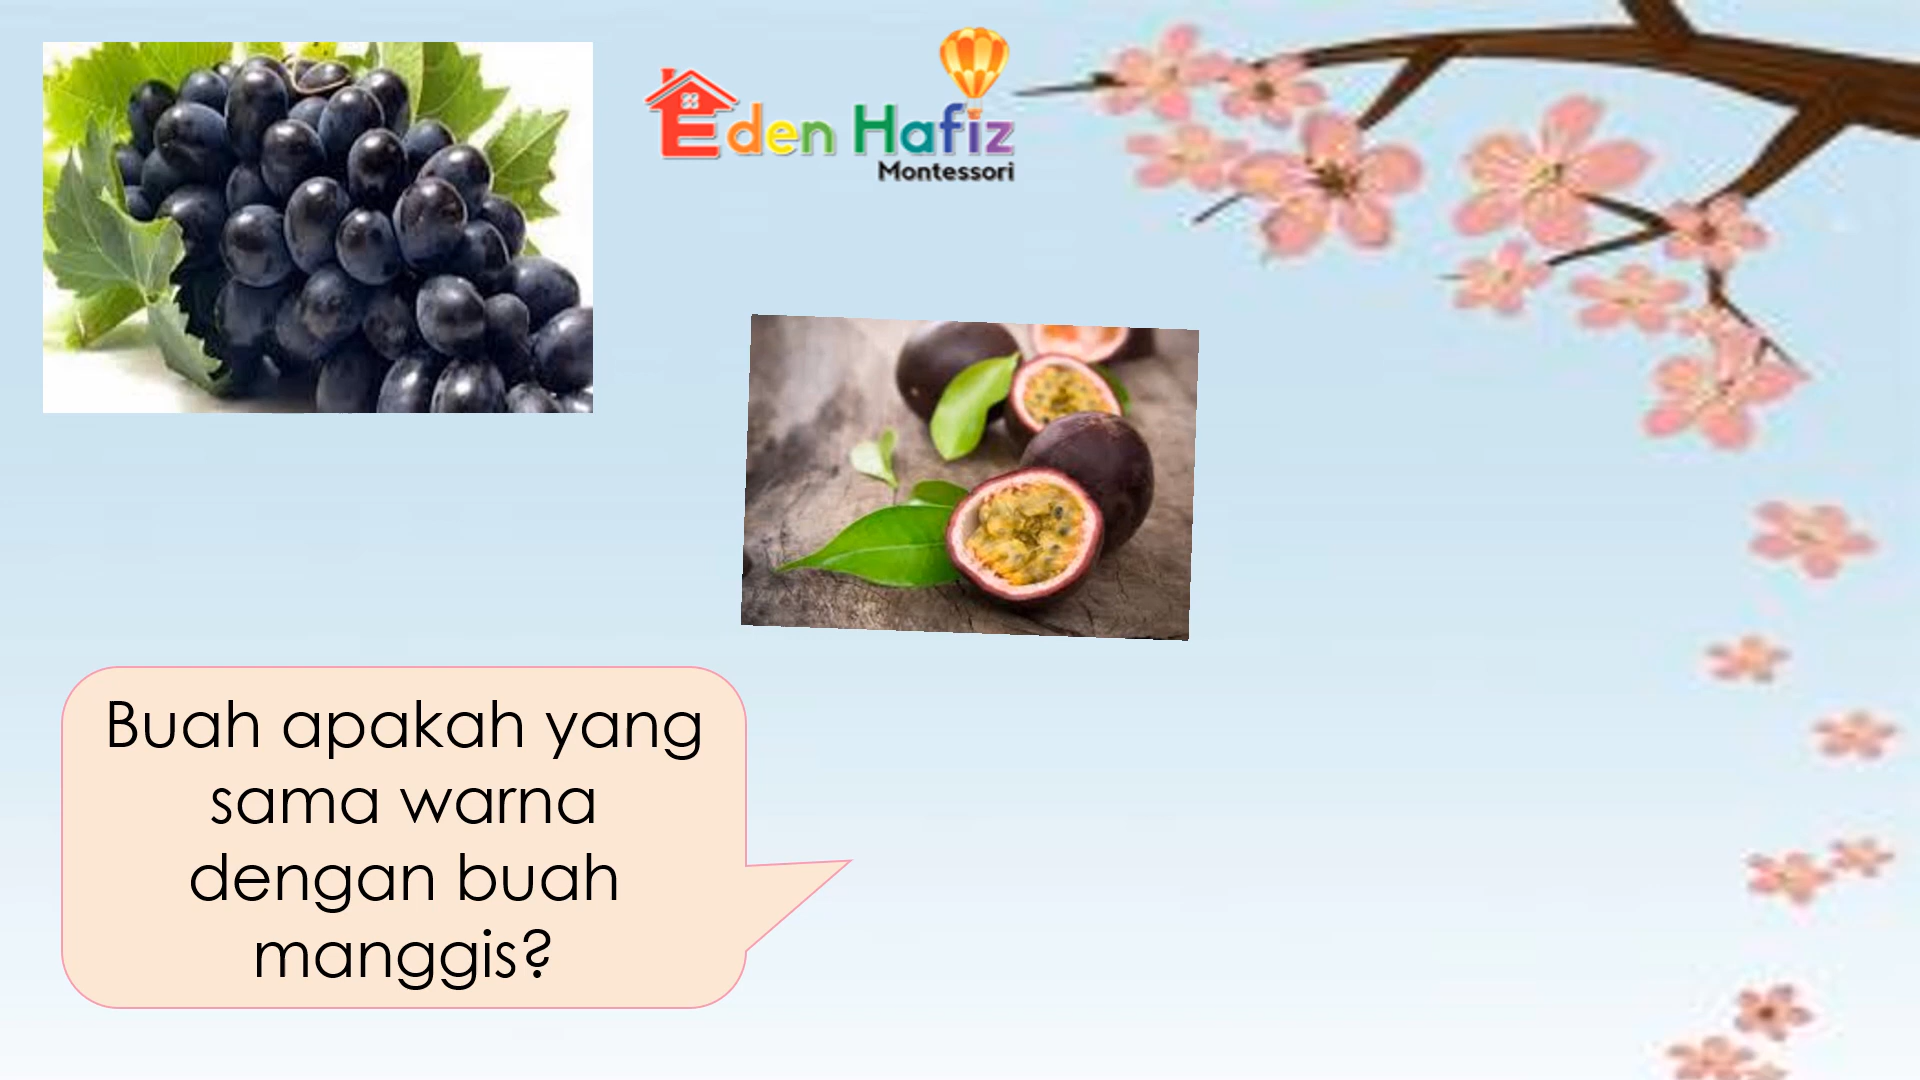 Eden Hafiz
Montessori
Buah apakah yang
sama warna
dengan buah
manggis?